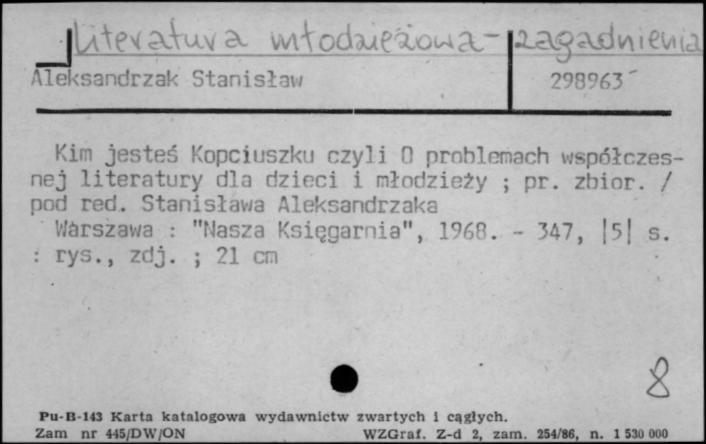 Literatura młodzieżowa - zagadnienia
Aleksandrzak Stanisław 298963
Kim jesteś Kopciuszku czyli O problemach współczes-
nej literatury dla dzieci i młodzieży ; pr. zbior. /
pod red. Stanisława Aleksandrzaka
Warszawa : "Nasza Księgarnia", 1968. - 347, |5| s.
: rys., zdj. ; 21 cm
8
Pu-B-143 Karta katalogowa wydawnictw zwartych i ciągłych.
Zam nr 445/DW/ON WZGraf. Z-d 2, zam. 254/86, n. 1 530 000